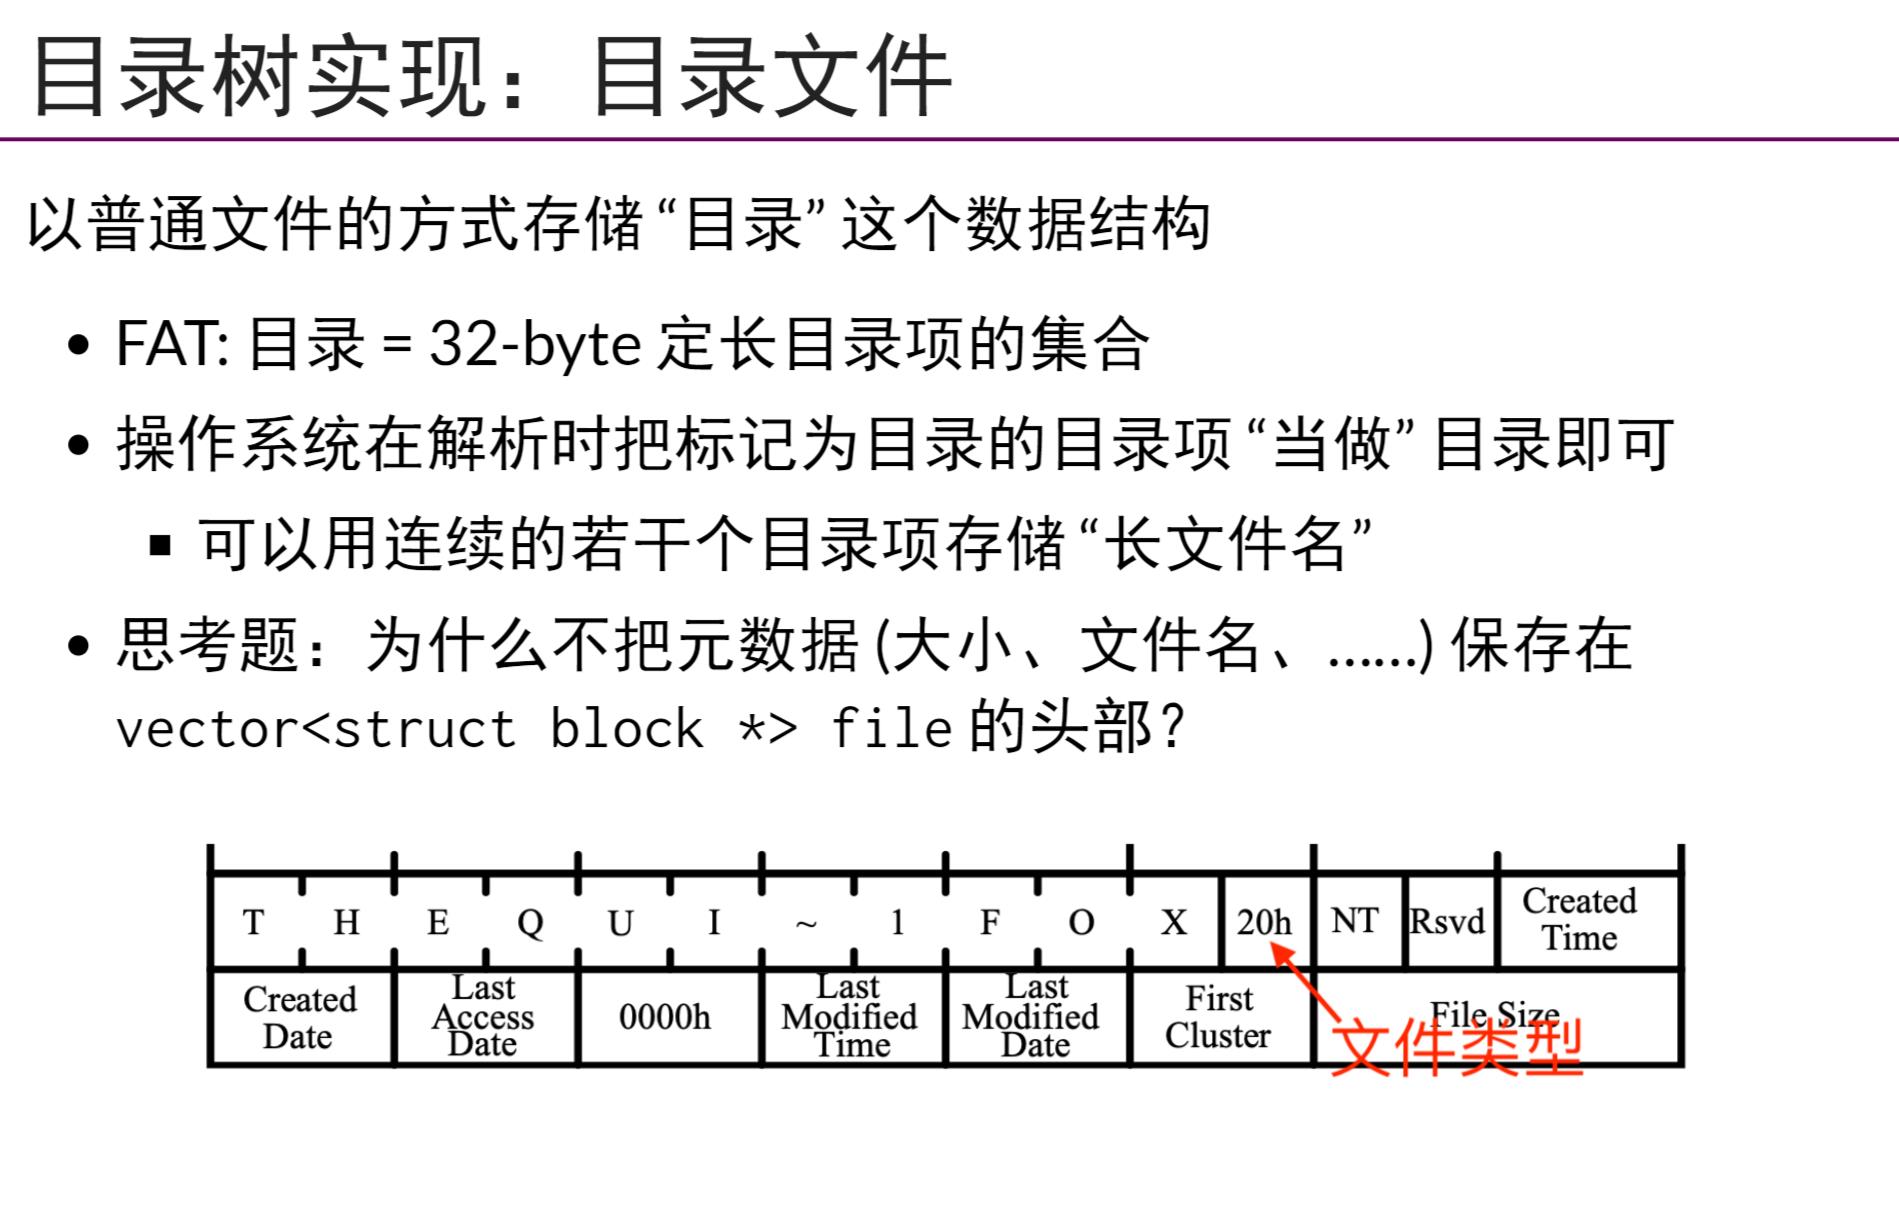 目录树实现：目录文件
以普通文件的方式存储 “目录” 这个数据结构
• FAT: 目录 = 32-byte 定长目录项的集合
• 操作系统在解析时把标记为目录的目录项 “当做” 目录即可
▪ 可以用连续的若干个目录项存储 “长文件名”
• 思考题：为什么不把元数据 (大小、文件名、……) 保存在
vector<struct block *> file 的头部？
T H E Q U I ~ 1 F O X 20h NT Rsvd Created Time
Created Date Last Access Date 0000h Last Modified Time Last Modified Date First Cluster File Size
文件类型